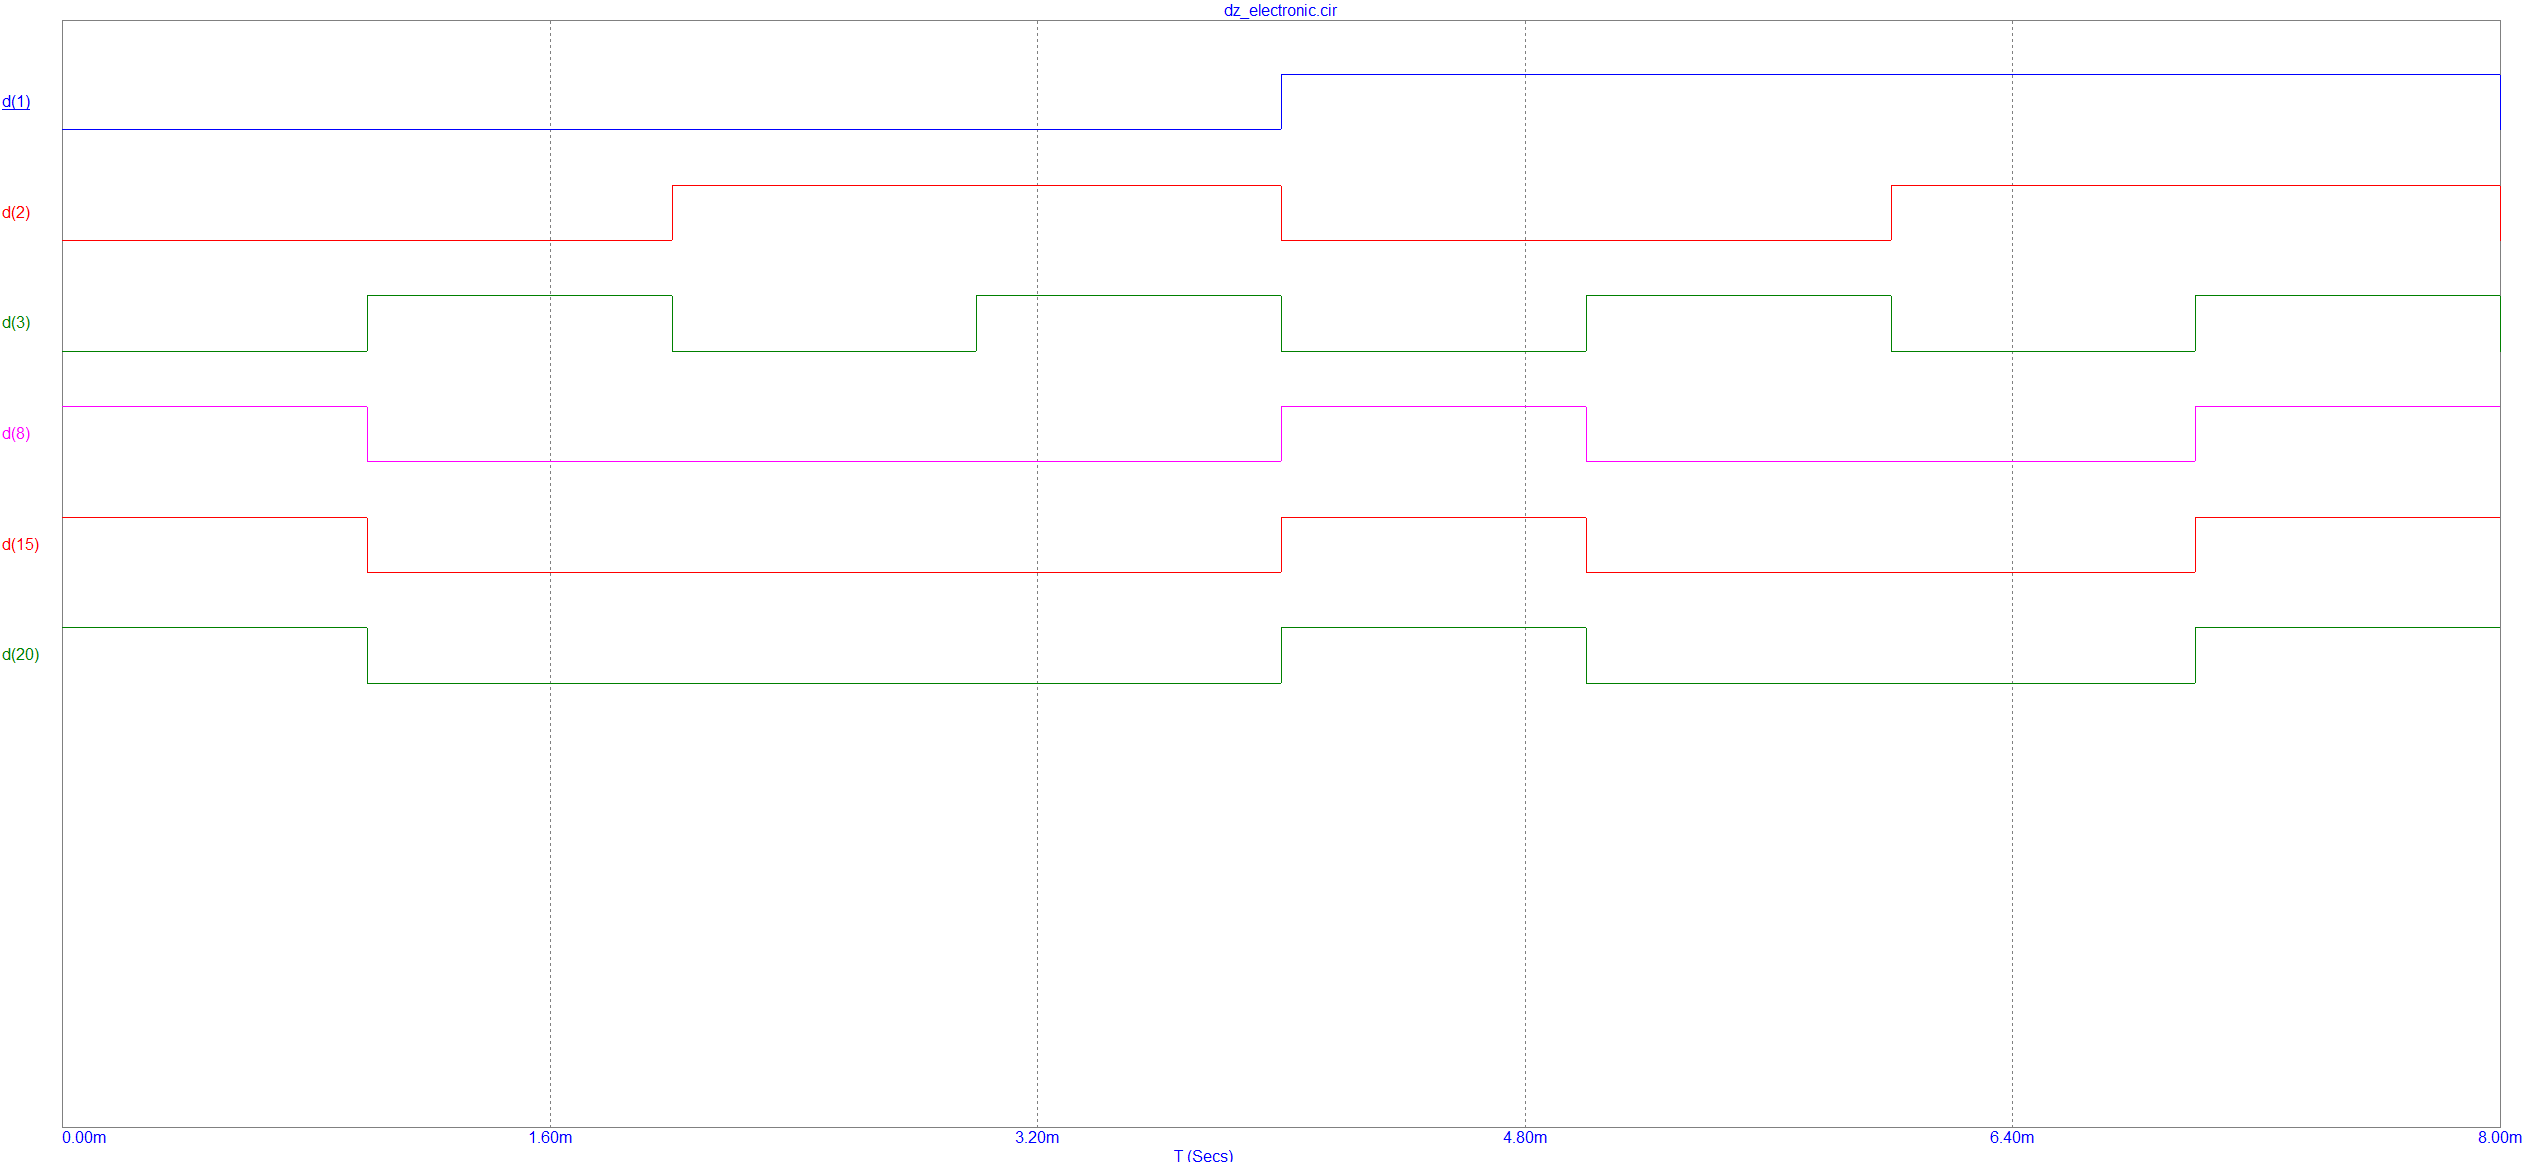 dz_electronic.cir
d(1)
d(2)
d(3)
d(8)
d(15)
d(20)
0.00m 1.60m 3.20m 4.80m 6.40m 8.00m
T (Secs)